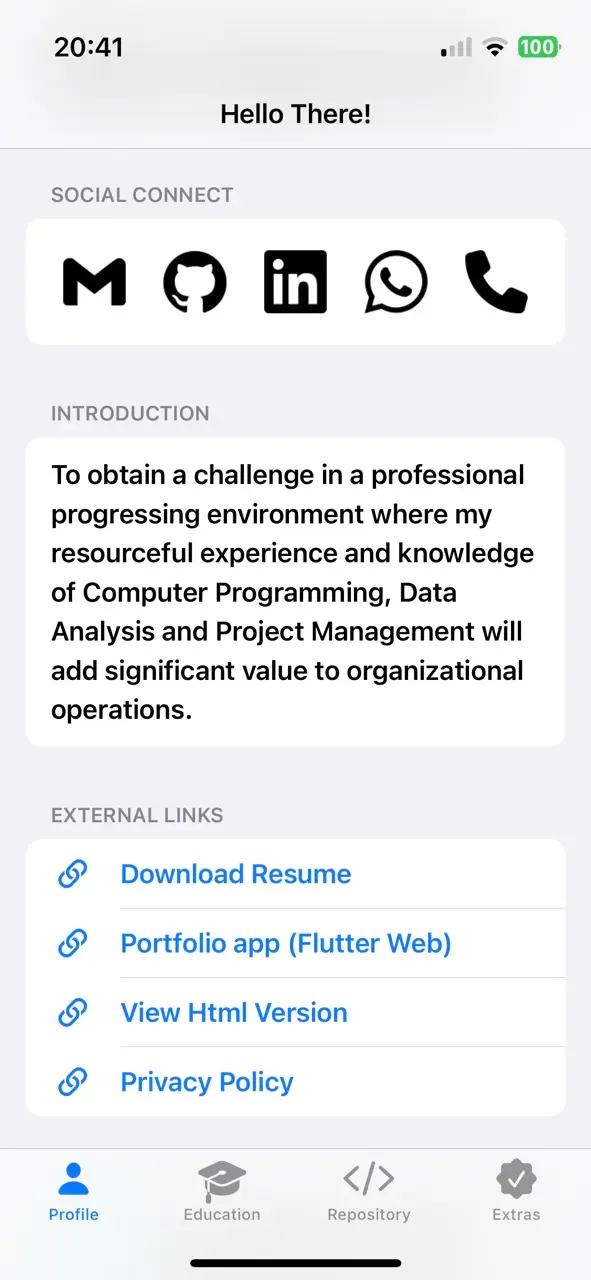 20:41
100
Hello There!
SOCIAL CONNECT
in
INTRODUCTION
To obtain a challenge in a professional
progressing environment where my
resourceful experience and knowledge
of Computer Programming, Data
Analysis and Project Management will
add significant value to organizational
operations.
EXTERNAL LINKS
Download Resume
Portfolio app (Flutter Web)
View Html Version
Privacy Policy
Profile Education Repository Extras